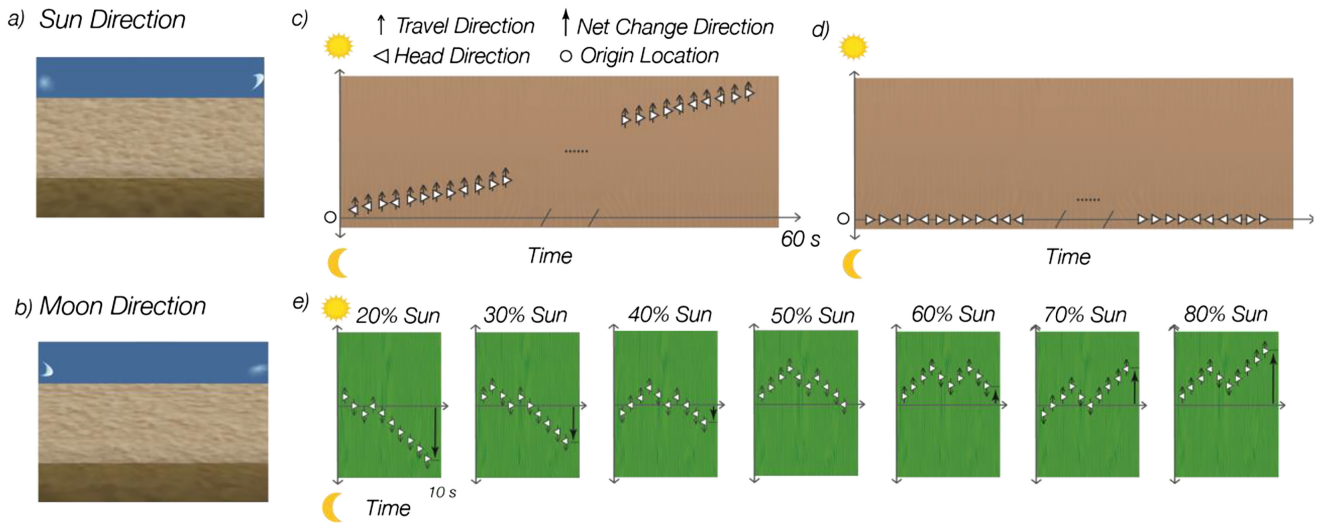 a) Sun Direction
c)
Travel Direction
Net Change Direction
Head Direction
Origin Location
d)
......
60 s
Time
......
Time
b) Moon Direction
e)
20% Sun
30% Sun
40% Sun
50% Sun
60% Sun
70% Sun
80% Sun
10 s
Time